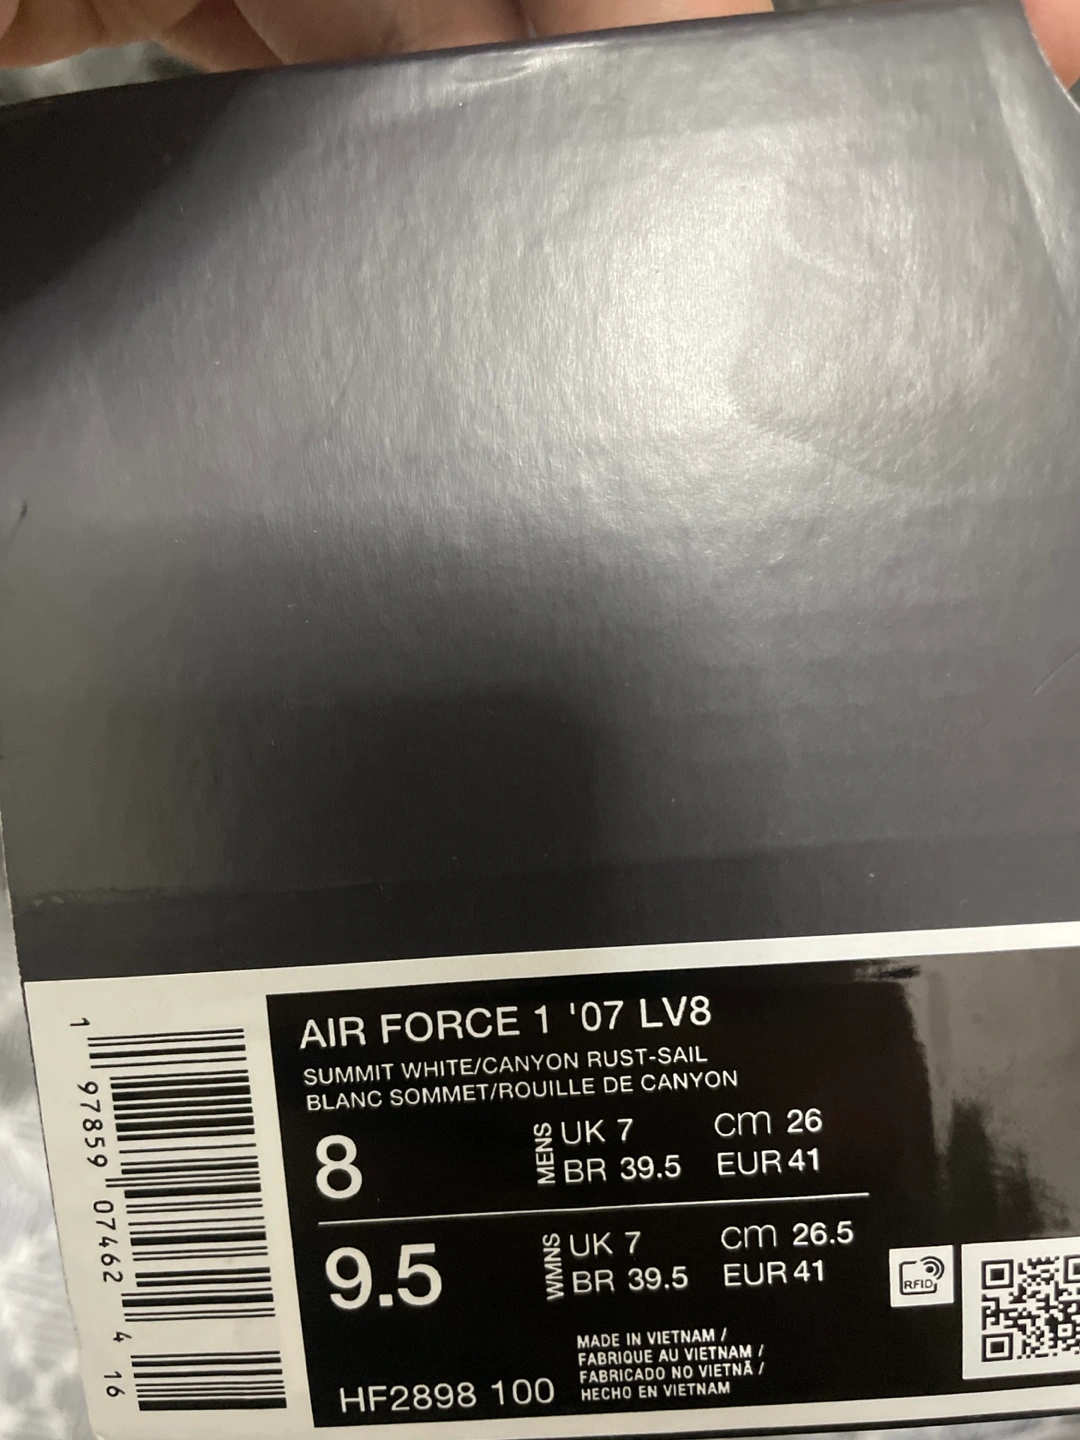 AIR FORCE 1 '07 LV8
SUMMIT WHITE/CANYON RUST-SAIL
BLANC SOMMET/ROUILLE DE CANYON
8
MENS
UK 7
cm 26
BR 39.5
EUR 41
9.5
WMNS
UK 7
cm 26.5
BR 39.5
EUR 41
RFID
MADE IN VIETNAM /
FABRIQUE AU VIETNAM /
FABRICADO NO VIETNÃ /
HECHO EN VIETNAM
HF2898 100
1 97859 07462 4 16